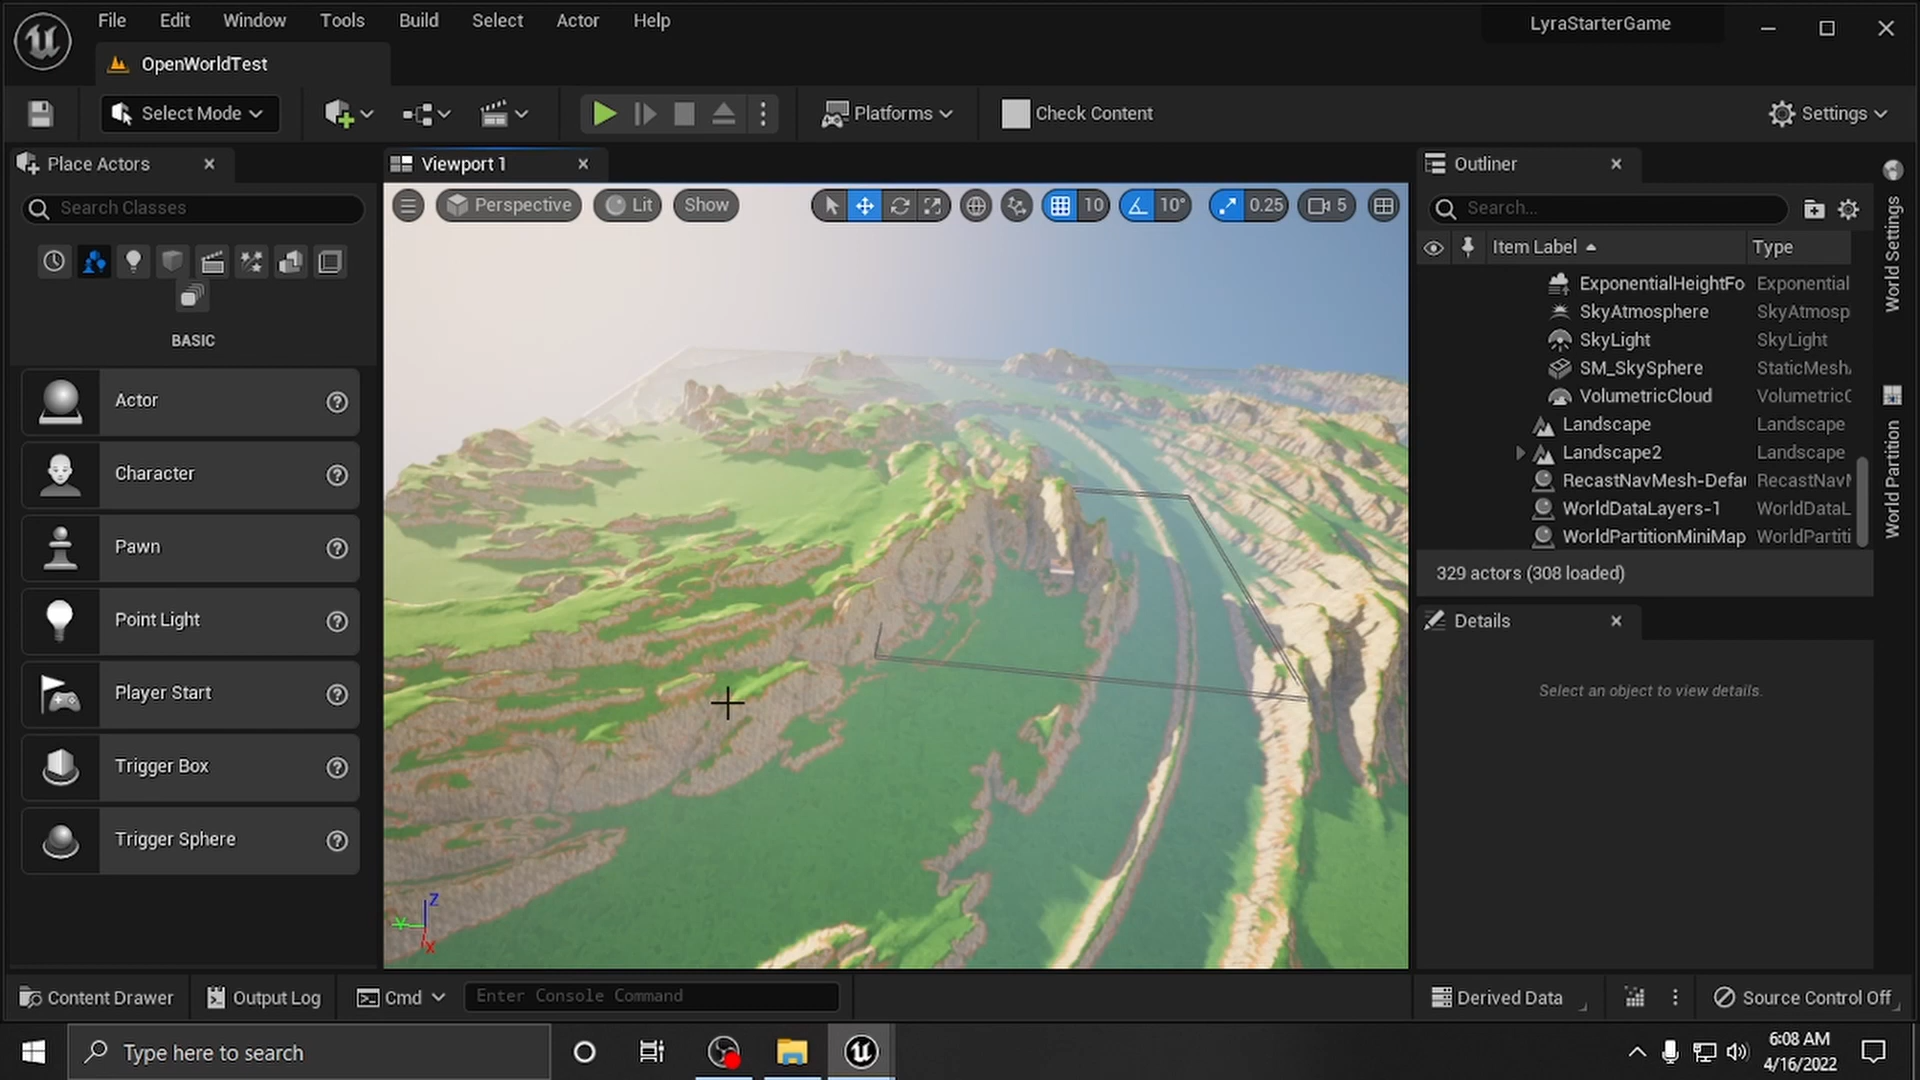 File Edit Window Tools Build Select Actor Help
LyraStarterGame
OpenWorldTest
Select Mode
Platforms
Check Content
Settings
Place Actors
Search Classes
BASIC
Actor
Character
Pawn
Point Light
Player Start
Trigger Box
Trigger Sphere
Viewport 1
Perspective Lit Show 10 10° 0.25 5
Z
Y
X
Outliner
Search...
Item Label Type
ExponentialHeightFo Exponential
SkyAtmosphere SkyAtmosp
SkyLight SkyLight
SM_SkySphere StaticMesh
VolumetricCloud VolumetricC
Landscape Landscape
Landscape2 Landscape
RecastNavMesh-Defau RecastNavM
WorldDataLayers-1 WorldDataL
WorldPartitionMiniMap WorldPartiti
329 actors (308 loaded)
Details
Select an object to view details.
World Settings
World Partition
Content Drawer Output Log Cmd Enter Console Command Derived Data Source Control Off
Type here to search
6:08 AM
4/16/2022